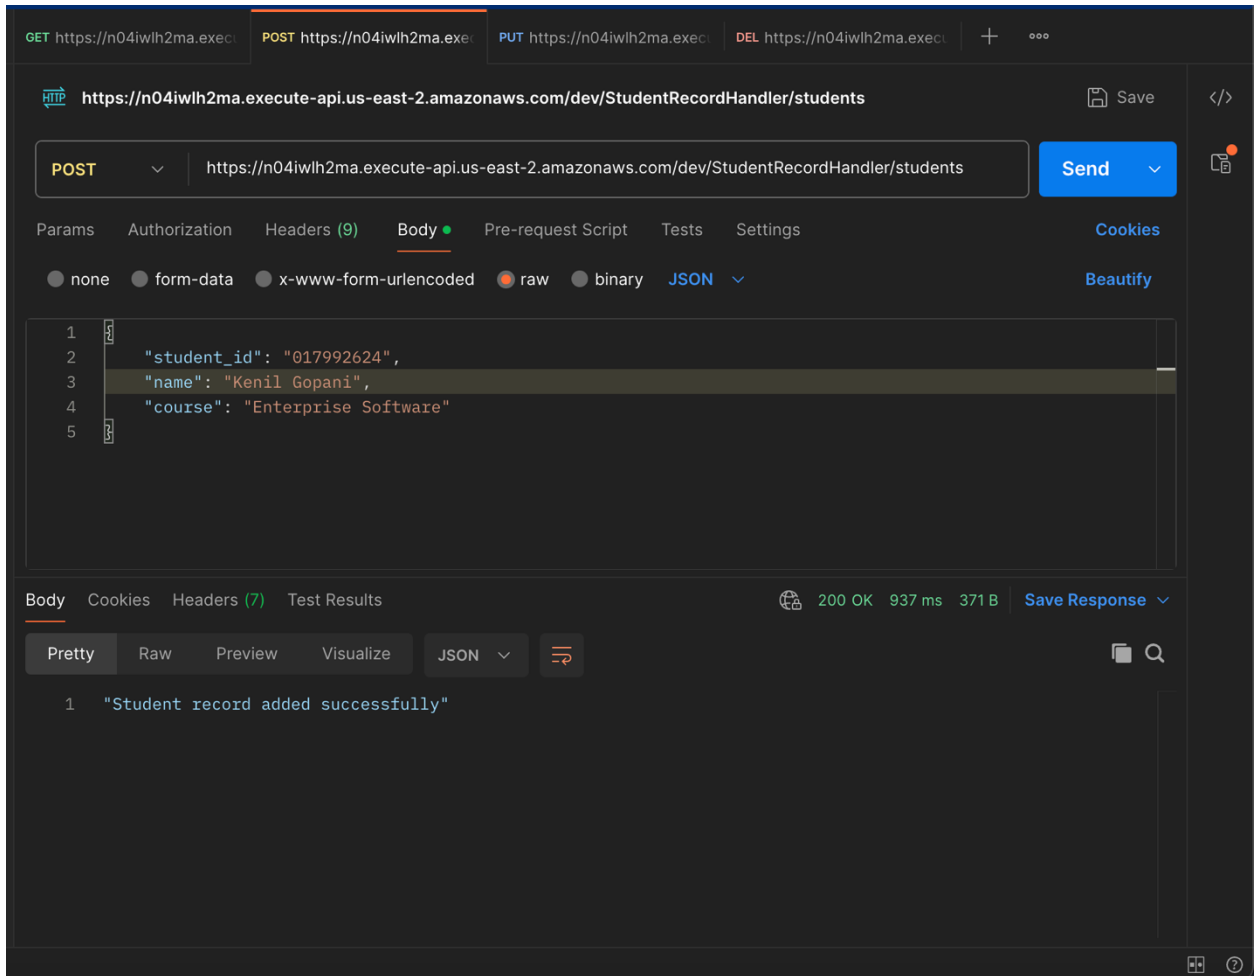 GET https://n04iwlh2ma.exec POST https://n04iwlh2ma.exe PUT https://n04iwlh2ma.exec DEL https://n04iwlh2ma.exec
HTTP https://n04iwlh2ma.execute-api.us-east-2.amazonaws.com/dev/StudentRecordHandler/students Save </>
POST https://n04iwlh2ma.execute-api.us-east-2.amazonaws.com/dev/StudentRecordHandler/students Send
Params Authorization Headers (9) Body Pre-request Script Tests Settings Cookies
none form-data x-www-form-urlencoded raw binary JSON Beautify
1 {
2 "student_id": "017992624",
3 "name": "Kenil Gopani",
4 "course": "Enterprise Software"
5 }
Body Cookies Headers (7) Test Results 200 OK 937 ms 371 B Save Response
Pretty Raw Preview Visualize JSON
1 "Student record added successfully"